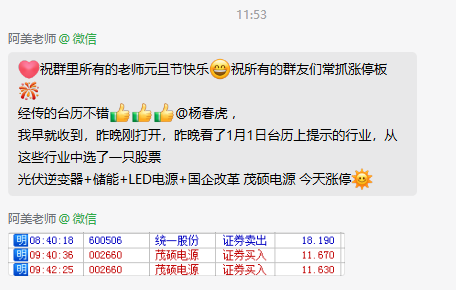 11:53
阿美老师@微信
祝群里所有的老师元旦节快乐祝所有的群友们常抓涨停板
经传的台历不错@杨春虎，
我早就收到，昨晚刚打开，昨晚看了1月1日台历上提示的行业，从
这些行业中选了一只股票
光伏逆变器+储能+LED电源+国企改革 茂硕电源 今天涨停
阿美老师@微信
明 08:40:18 600506 统一股份 证券卖出 18.190
明 09:40:36 002660 茂硕电源 证券买入 11.670
明 09:42:25 002660 茂硕电源 证券买入 11.630